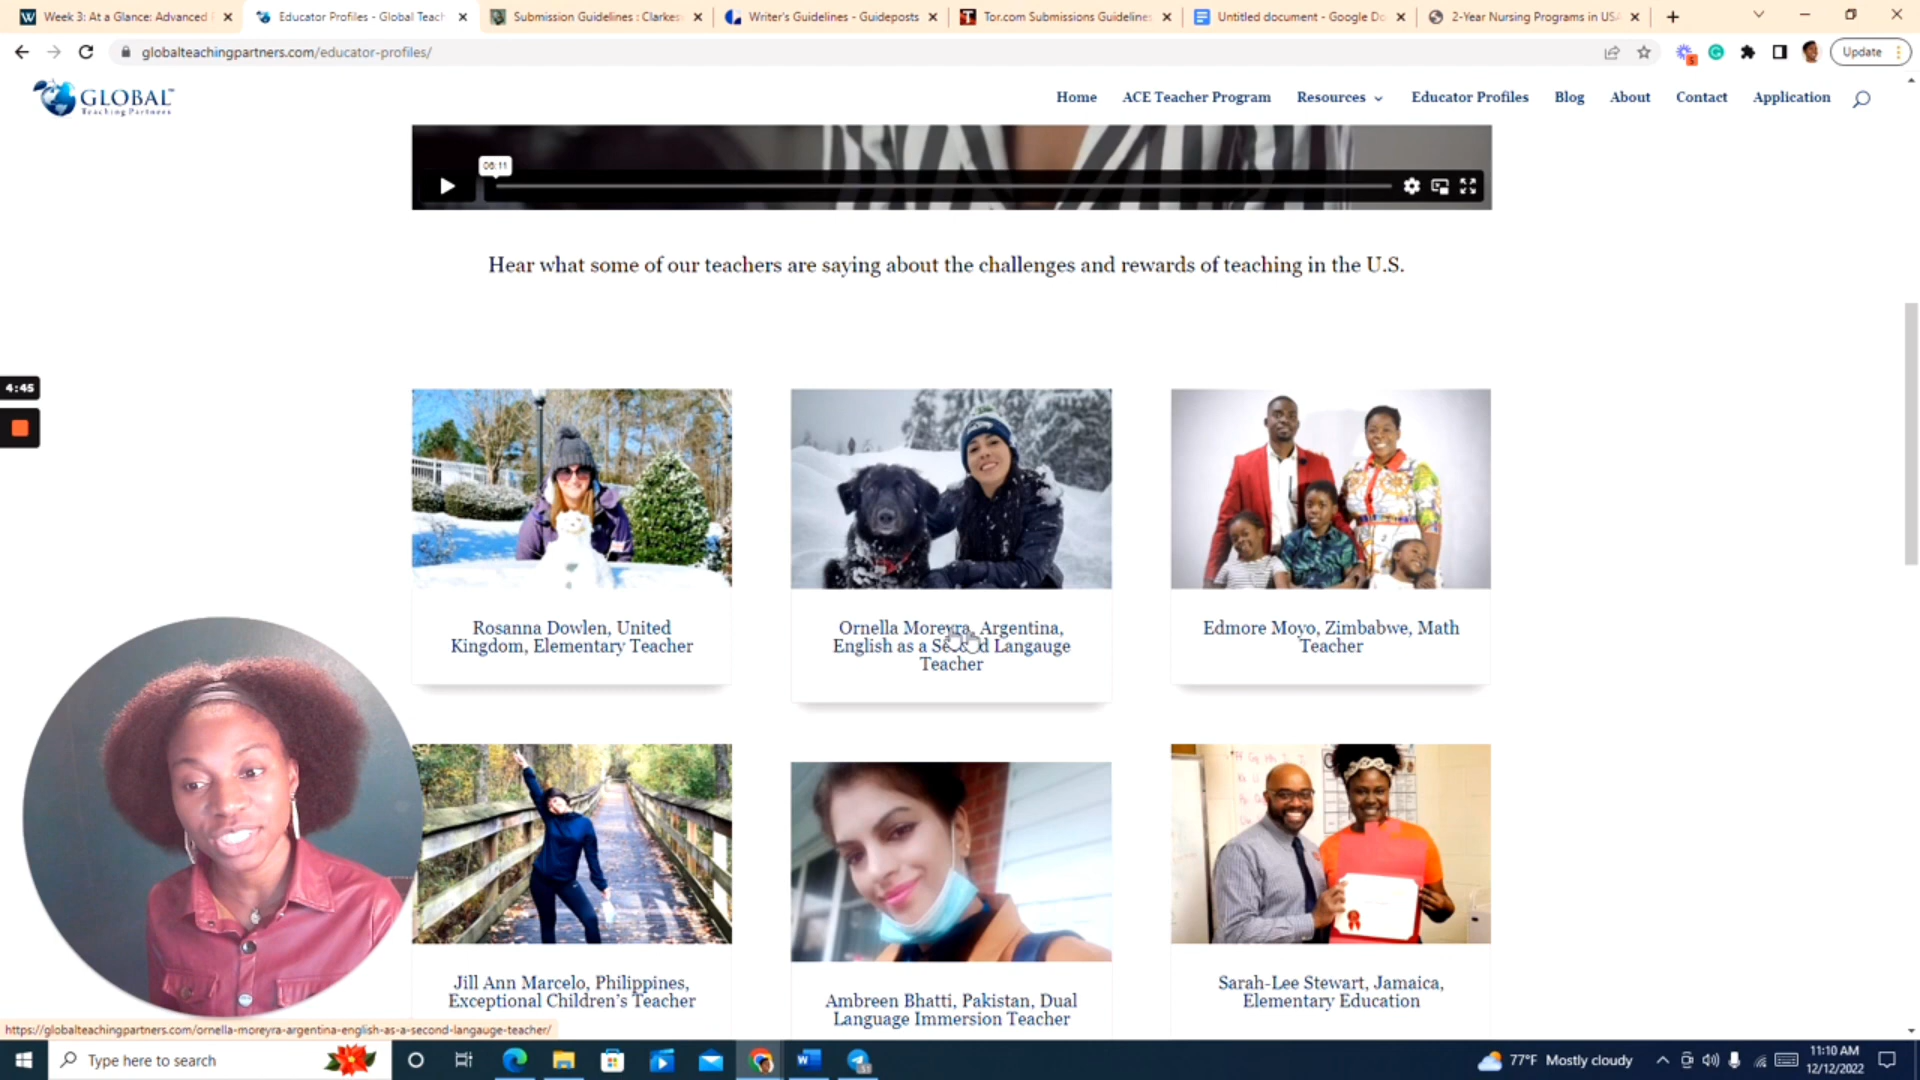 Week 3: At a Glance: Advanced
Educator Profiles - Global Teach
Submission Guidelines : Clarkes
Writer's Guidelines - Guideposts
Tor.com Submissions Guidelines
Untitled document - Google Do
2-Year Nursing Programs in USA
globalteachingpartners.com/educator-profiles/
Update
GLOBAL
Teaching Partners
Home ACE Teacher Program Resources Educator Profiles Blog About Contact Application
06:11
Hear what some of our teachers are saying about the challenges and rewards of teaching in the U.S.
4:45
Rosanna Dowlen, United
Kingdom, Elementary Teacher
Ornella Moreyra, Argentina,
English as a Second Langauge
Teacher
Edmore Moyo, Zimbabwe, Math
Teacher
Jill Ann Marcelo, Philippines,
Exceptional Children's Teacher
Ambreen Bhatti, Pakistan, Dual
Language Immersion Teacher
Sarah-Lee Stewart, Jamaica,
Elementary Education
https://globalteachingpartners.com/ornella-moreyra-argentina-english-as-a-second-langauge-teacher/
Type here to search
77°F Mostly cloudy
11:10 AM
12/12/2022